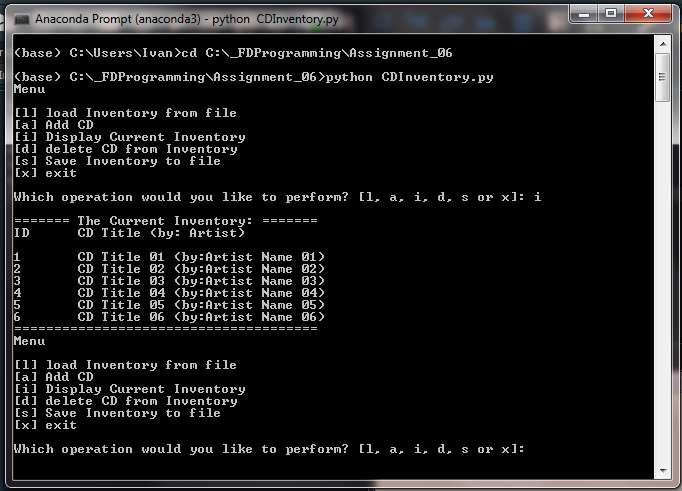 Anaconda Prompt (anaconda3) - python  CDInventory.py
(base) C:\Users\Ivan>cd C:\_FDProgramming\Assignment_06
(base) C:\_FDProgramming\Assignment_06>python CDInventory.py
Menu
[l] load Inventory from file
[a] Add CD
[i] Display Current Inventory
[d] delete CD from Inventory
[s] Save Inventory to file
[x] exit
Which operation would you like to perform? [l, a, i, d, s or x]: i
======= The Current Inventory: =======
ID      CD Title (by: Artist)
1       CD Title 01 (by:Artist Name 01)
2       CD Title 02 (by:Artist Name 02)
3       CD Title 03 (by:Artist Name 03)
4       CD Title 04 (by:Artist Name 04)
5       CD Title 05 (by:Artist Name 05)
6       CD Title 06 (by:Artist Name 06)
======================================
Menu
[l] load Inventory from file
[a] Add CD
[i] Display Current Inventory
[d] delete CD from Inventory
[s] Save Inventory to file
[x] exit
Which operation would you like to perform? [l, a, i, d, s or x]: